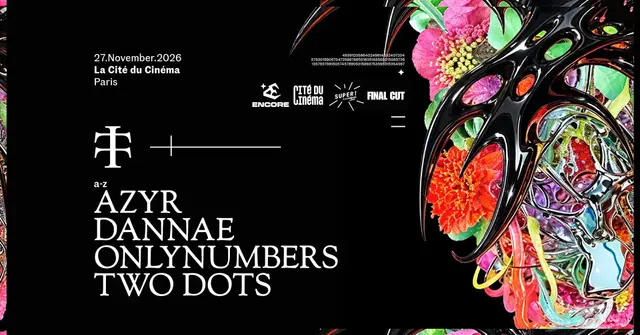 27.November.2026
La Cité du Cinéma
Paris
ENCORE
CITÉ DU CINÉMA
SUPER!
FINAL CUT
a-z
AZYR
DANNAE
ONLYNUMBERS
TWO DOTS